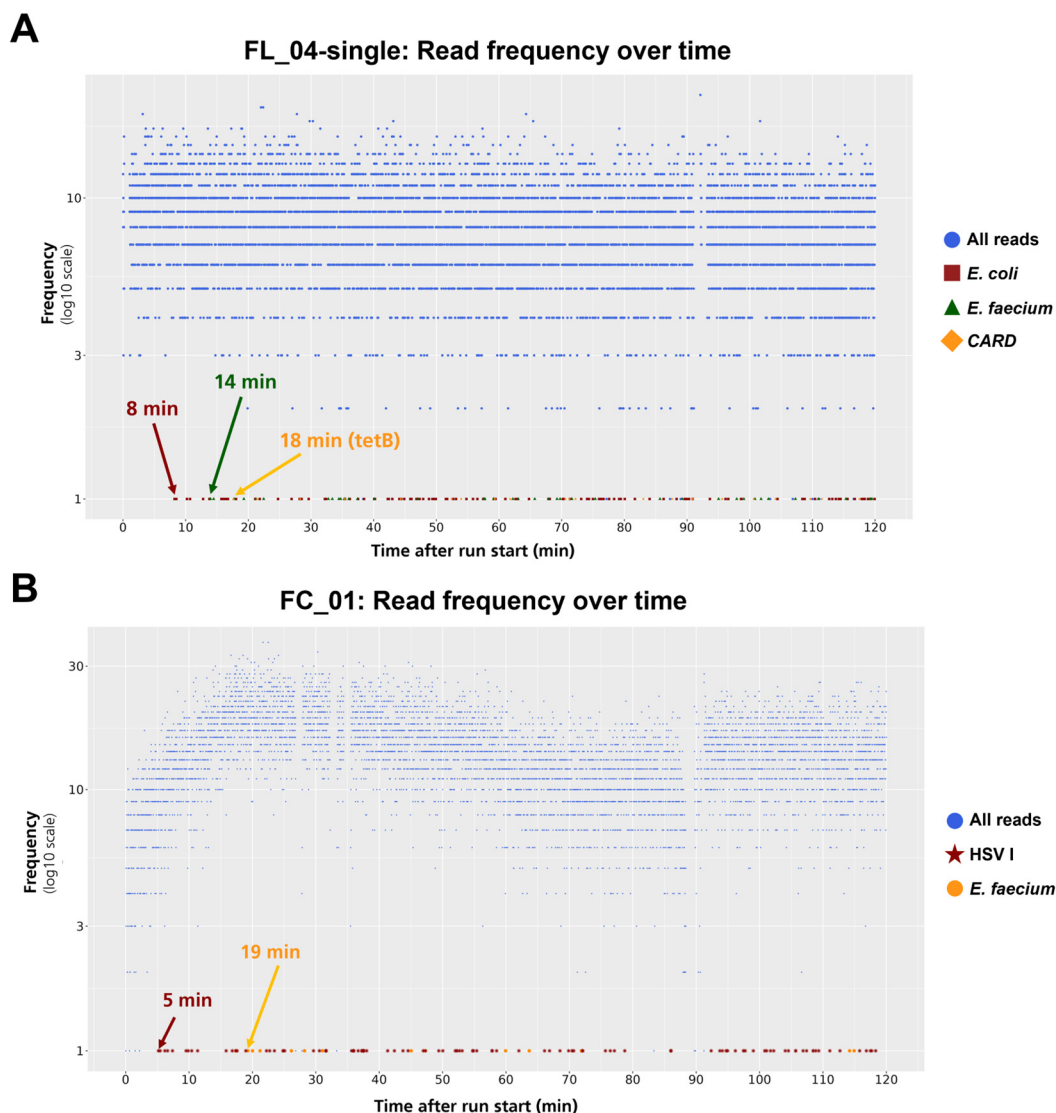 A
FL_04-single: Read frequency over time
Frequency
(log10 scale)
10
3
1
8 min
14 min
18 min (tetB)
0 10 20 30 40 50 60 70 80 90 100 110 120
Time after run start (min)
All reads
E. coli
E. faecium
CARD
B
FC_01: Read frequency over time
Frequency
(log10 scale)
30
10
3
1
5 min
19 min
0 10 20 30 40 50 60 70 80 90 100 110 120
Time after run start (min)
All reads
HSV I
E. faecium